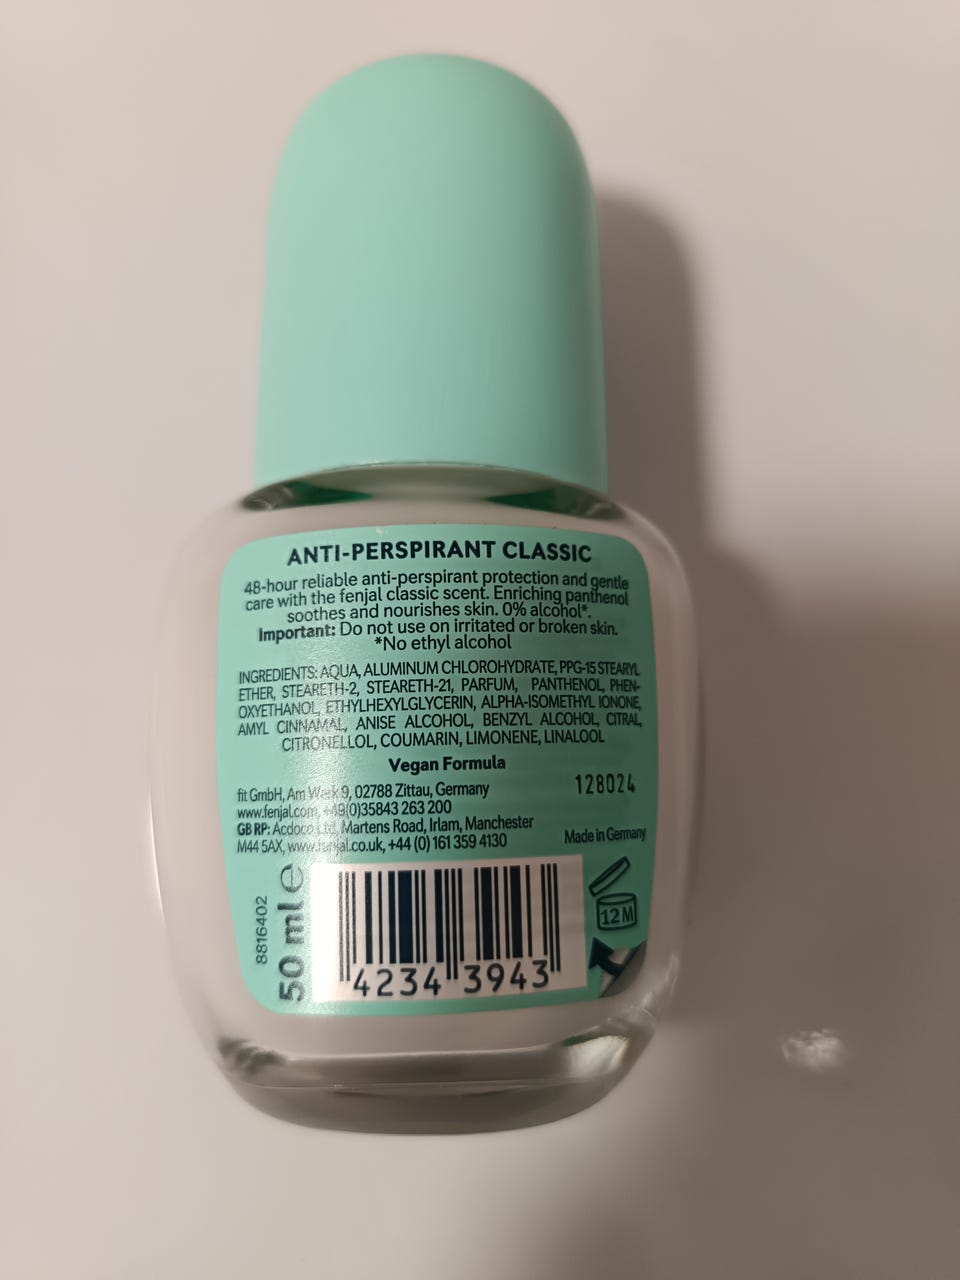 ANTI-PERSPIRANT CLASSIC
48-hour reliable anti-perspirant protection and gentle
care with the fenjal classic scent. Enriching panthenol
soothes and nourishes skin. 0% alcohol*.
Important: Do not use on irritated or broken skin.
*No ethyl alcohol
INGREDIENTS: AQUA, ALUMINUM CHLOROHYDRATE, PPG-15 STEARYL
ETHER, STEARETH-2, STEARETH-21, PARFUM, PANTHENOL, PHEN-
OXYETHANOL, ETHYLHEXYLGLYCERIN, ALPHA-ISOMETHYL IONONE,
AMYL CINNAMAL, ANISE ALCOHOL, BENZYL ALCOHOL, CITRAL,
CITRONELLOL, COUMARIN, LIMONENE, LINALOOL
Vegan Formula
128024
fit GmbH, Am Werk 9, 02788 Zittau, Germany
www.fenjal.com, +49(0)35843 263 200
GB RP: Acdoco Ltd, Martens Road, Irlam, Manchester
M44 5AX, www.fenjal.co.uk, +44 (0) 161 359 4130
Made in Germany
8816402
50 ml ℮
12 M
4234 3943